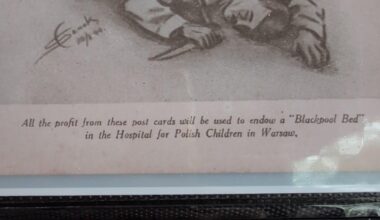 All the profit from these post cards will be used to endow a "Blackpool Bed"
in the Hospital for Polish Children in Warsaw.